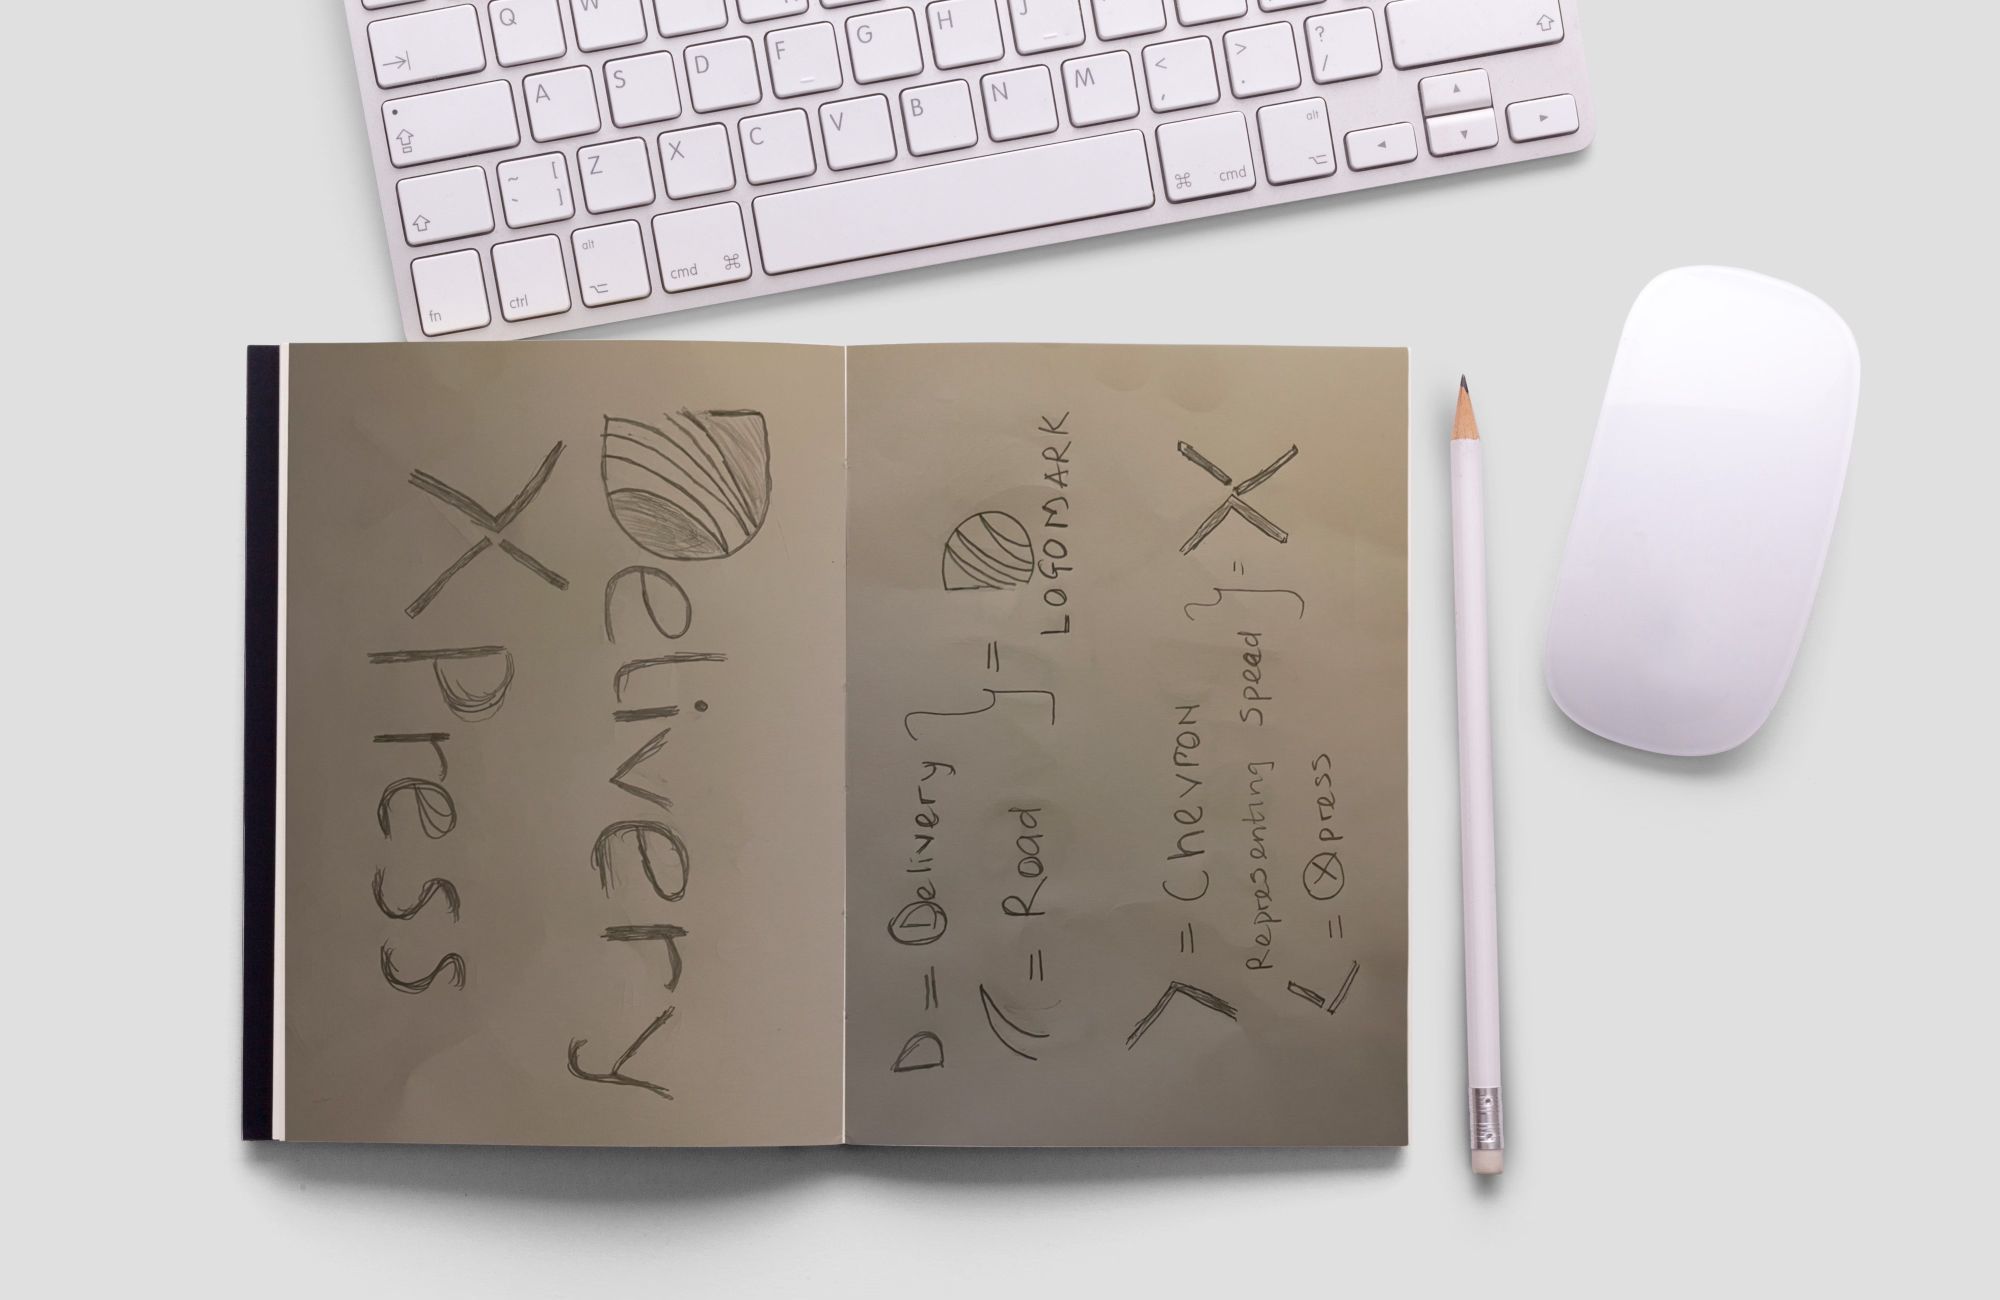 Q W
A S D F G H J
Z X C V B N M < ,
> .
? /
~ [
` ]
fn ctrl alt cmd
cmd alt
Delivery
XPress
D = Delivery } = D
LOGOMARK
= Road
> = Chevron
Representing Speed } = X
< = Xpress